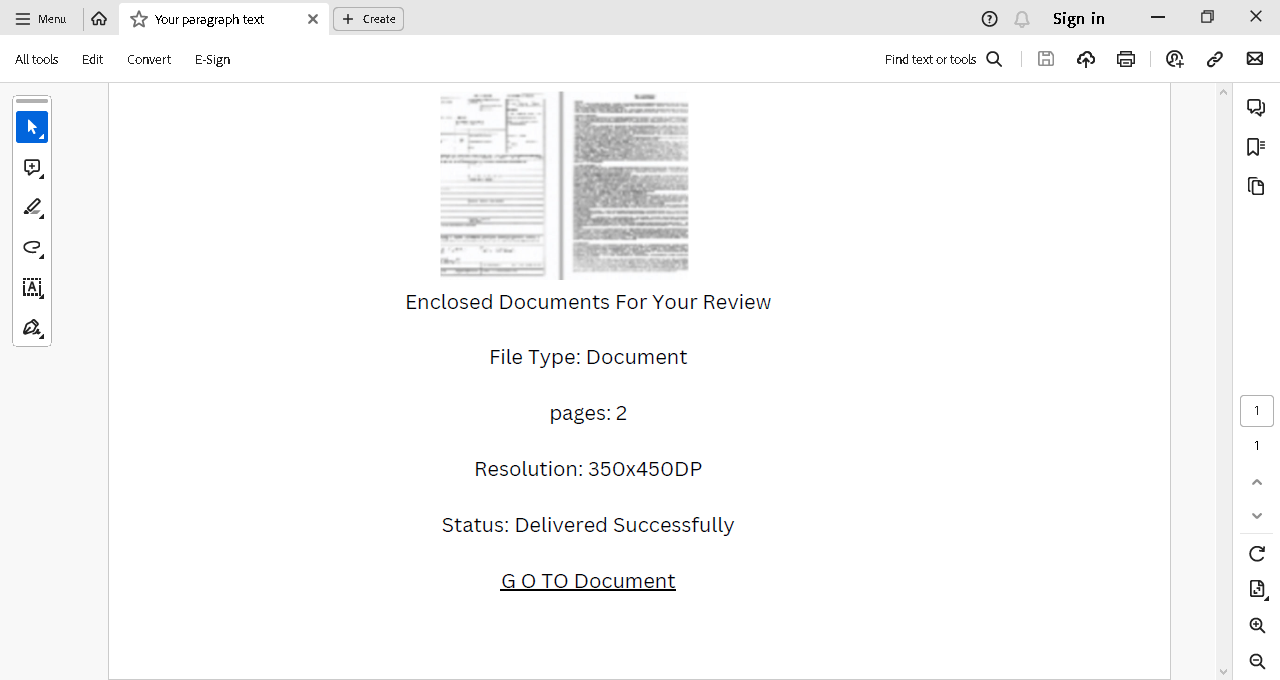 Menu
Your paragraph text
Create
Sign in
All tools
Edit
Convert
E-Sign
Find text or tools
Enclosed Documents For Your Review
File Type: Document
pages: 2
Resolution: 350x450DP
Status: Delivered Successfully
G O TO Document
1
1